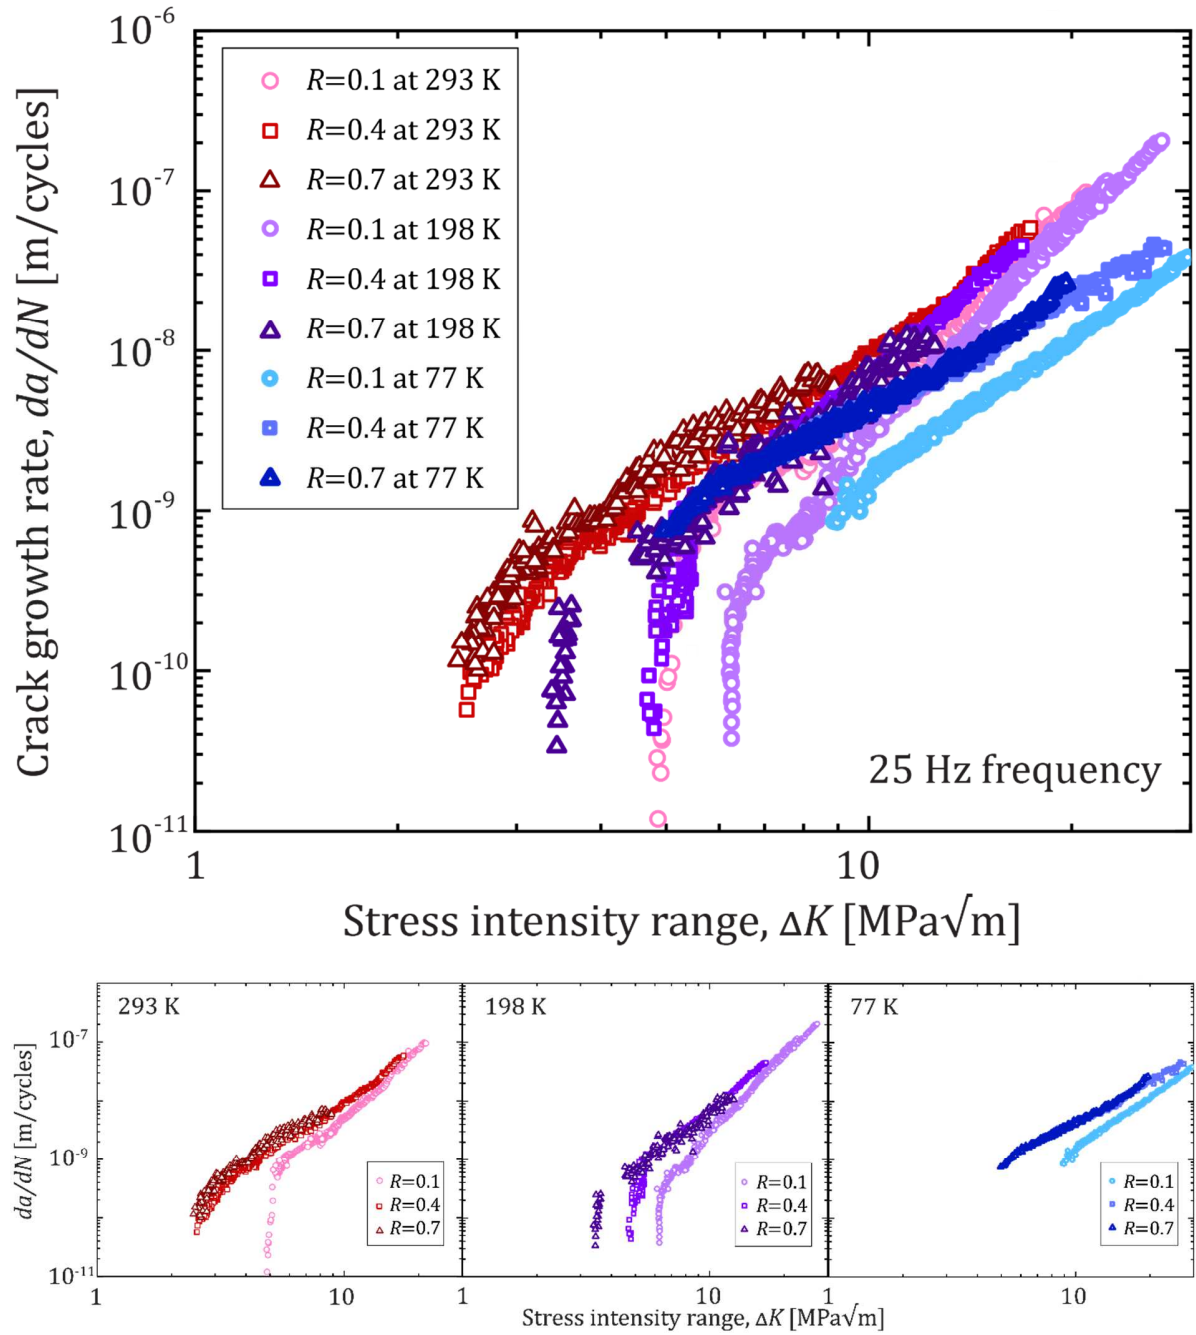 10-6
10-7
10-8
10-9
10-10
10-11
Crack growth rate, da/dN [m/cycles]
R=0.1 at 293 K
R=0.4 at 293 K
R=0.7 at 293 K
R=0.1 at 198 K
R=0.4 at 198 K
R=0.7 at 198 K
R=0.1 at 77 K
R=0.4 at 77 K
R=0.7 at 77 K
25 Hz frequency
1
10
Stress intensity range, ΔK [MPa√m]
293 K
198 K
77 K
10-7
10-9
10-11
da/dN [m/cycles]
R=0.1
R=0.4
R=0.7
R=0.1
R=0.4
R=0.7
R=0.1
R=0.4
R=0.7
1
10
1
10
1
10
Stress intensity range, ΔK [MPa√m]